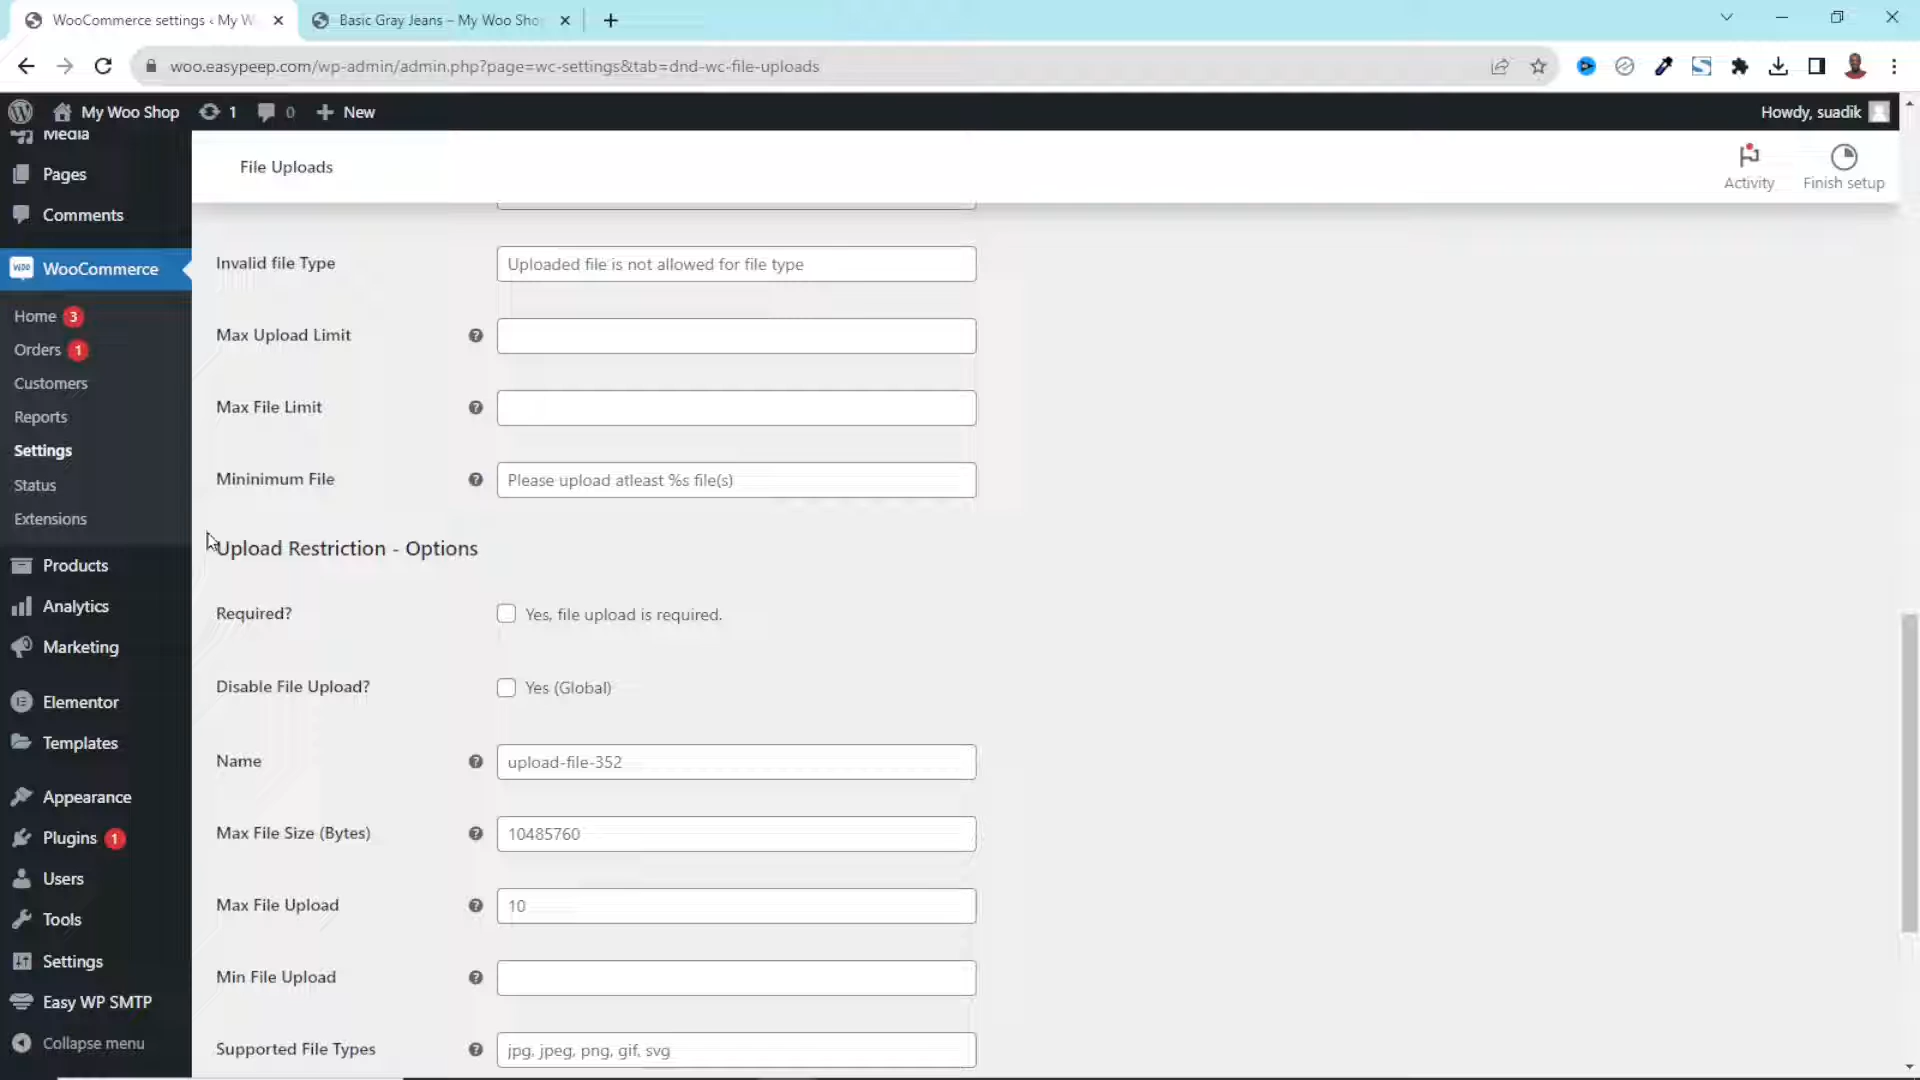 WooCommerce settings ‹ My W
Basic Gray Jeans – My Woo Sho
woo.easypeep.com/wp-admin/admin.php?page=wc-settings&tab=dnd-wc-file-uploads
My Woo Shop
1
0
New
Howdy, suadik
Media
Pages
Comments
WooCommerce
Home 3
Orders 1
Customers
Reports
Settings
Status
Extensions
Products
Analytics
Marketing
Elementor
Templates
Appearance
Plugins 1
Users
Tools
Settings
Easy WP SMTP
Collapse menu
File Uploads
Activity
Finish setup
Invalid file Type
Uploaded file is not allowed for file type
Max Upload Limit
Max File Limit
Mininimum File
Please upload atleast %s file(s)
Upload Restriction - Options
Required?
Yes, file upload is required.
Disable File Upload?
Yes (Global)
Name
upload-file-352
Max File Size (Bytes)
10485760
Max File Upload
10
Min File Upload
Supported File Types
jpg, jpeg, png, gif, svg